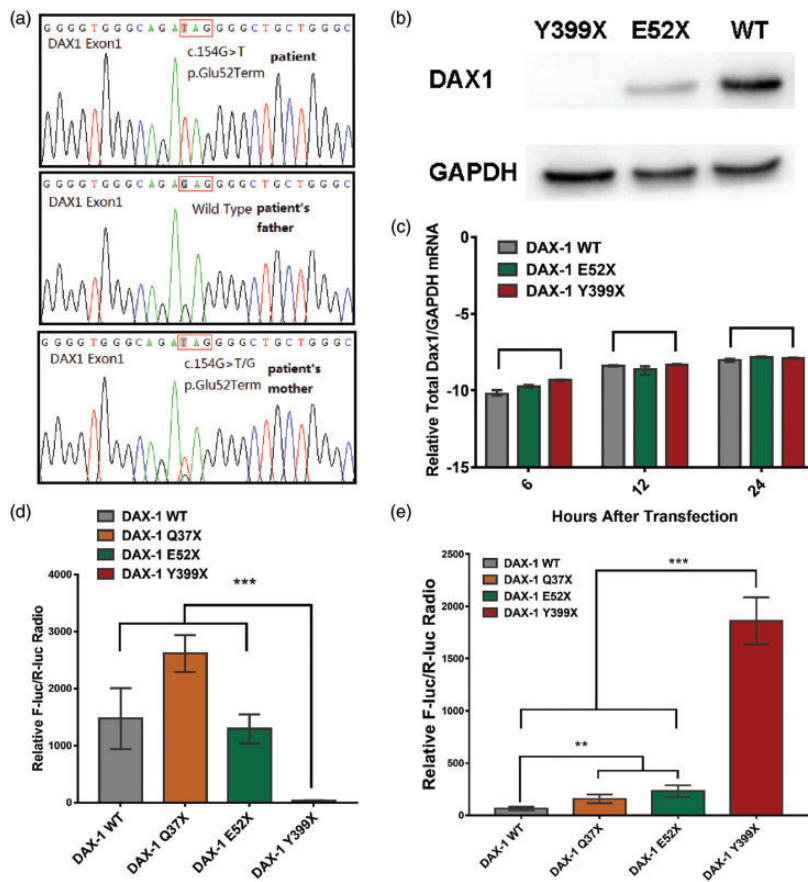 (a)
G G G G T G G G C A G A T A G G G G C T G C T G G G C
DAX1 Exon1
c.154G>T
patient
p.Glu52Term
G G G G T G G G C A G A G A G G G G C T G C T G G G C
DAX1 Exon1
Wild Type
patient's
father
G G G G T G G G C A G A T A G G G G C T G C T G G G C
DAX1 Exon1
c.154G>T/G
p.Glu52Term
patient's
mother
(b)
Y399X E52X WT
DAX1
GAPDH
(c)
Relative Total Dax1/GAPDH mRNA
0
-5
-10
-15
DAX-1 WT
DAX-1 E52X
DAX-1 Y399X
6
12
24
Hours After Transfection
(d)
DAX-1 WT
DAX-1 Q37X
DAX-1 E52X
DAX-1 Y399X
Relative F-luc/R-luc Radio
4000
3000
2000
1000
0
***
DAX-1 WT
DAX-1 Q37X
DAX-1 E52X
DAX-1 Y399X
(e)
DAX-1 WT
DAX-1 Q37X
DAX-1 E52X
DAX-1 Y399X
Relative F-luc/R-luc Radio
2500
2000
1500
1000
500
0
***
**
DAX-1 WT
DAX-1 Q37X
DAX-1 E52X
DAX-1 Y399X